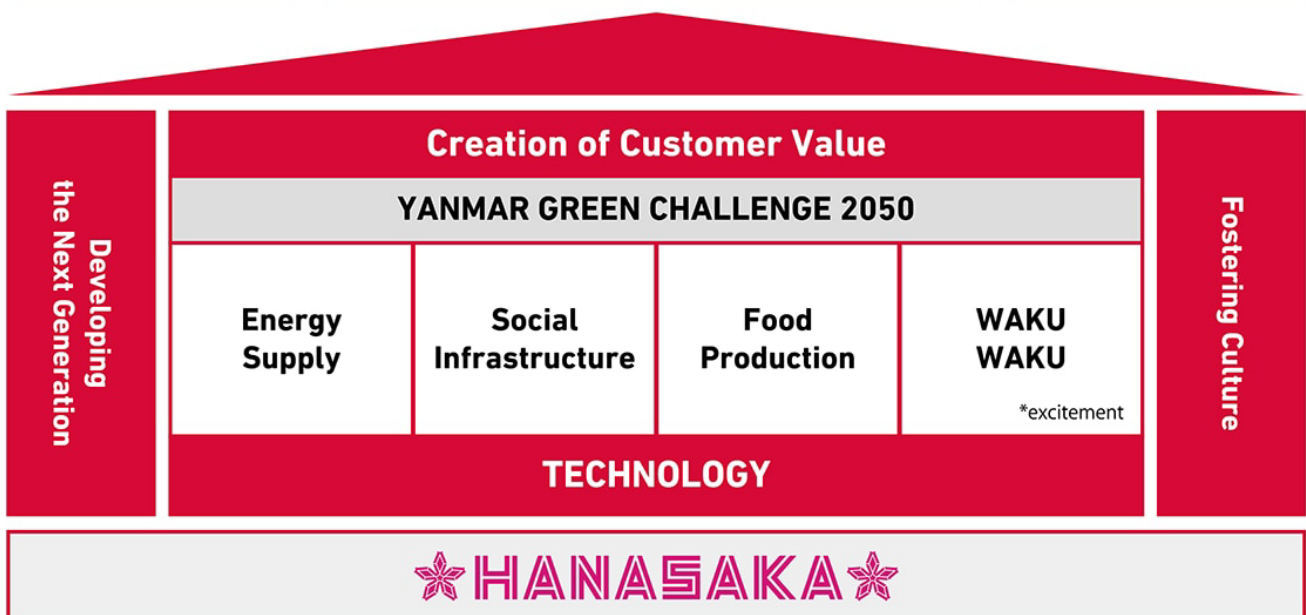 Creation of Customer Value
YANMAR GREEN CHALLENGE 2050
Developing
the Next Generation
Energy
Supply
Social
Infrastructure
Food
Production
WAKU
WAKU
*excitement
Fostering Culture
TECHNOLOGY
HANASAKA